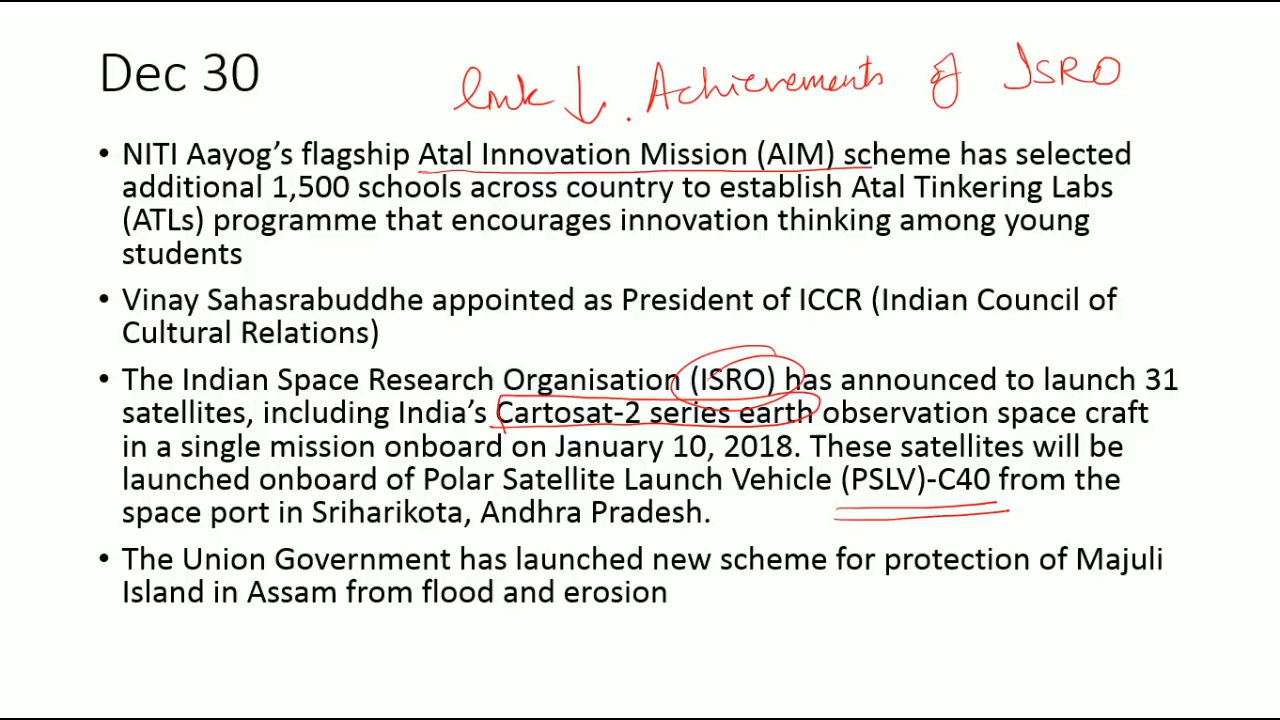 Dec 30
link ↓. Achievements of ISRO
• NITI Aayog’s flagship Atal Innovation Mission (AIM) scheme has selected
additional 1,500 schools across country to establish Atal Tinkering Labs
(ATLs) programme that encourages innovation thinking among young
students
• Vinay Sahasrabuddhe appointed as President of ICCR (Indian Council of
Cultural Relations)
• The Indian Space Research Organisation (ISRO) has announced to launch 31
satellites, including India’s Cartosat-2 series earth observation space craft
in a single mission onboard on January 10, 2018. These satellites will be
launched onboard of Polar Satellite Launch Vehicle (PSLV)-C40 from the
space port in Sriharikota, Andhra Pradesh.
• The Union Government has launched new scheme for protection of Majuli
Island in Assam from flood and erosion